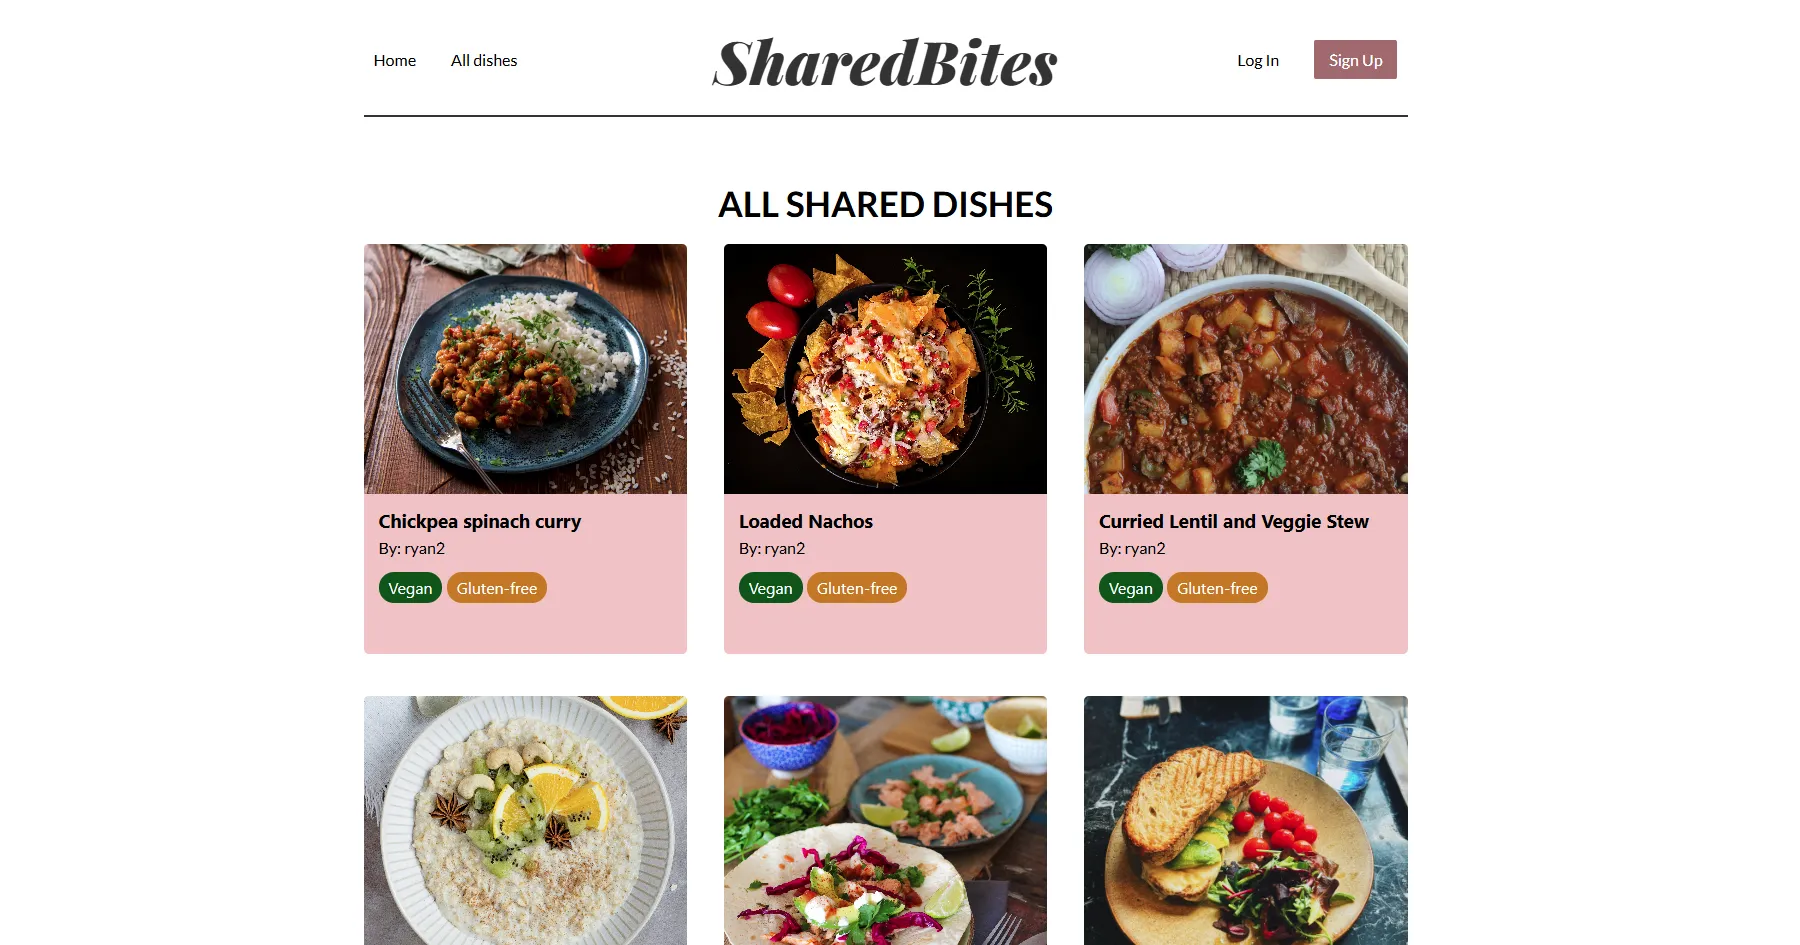 Home
All dishes
SharedBites
Log In
Sign Up
ALL SHARED DISHES
Chickpea spinach curry
By: ryan2
Vegan
Gluten-free
Loaded Nachos
By: ryan2
Vegan
Gluten-free
Curried Lentil and Veggie Stew
By: ryan2
Vegan
Gluten-free